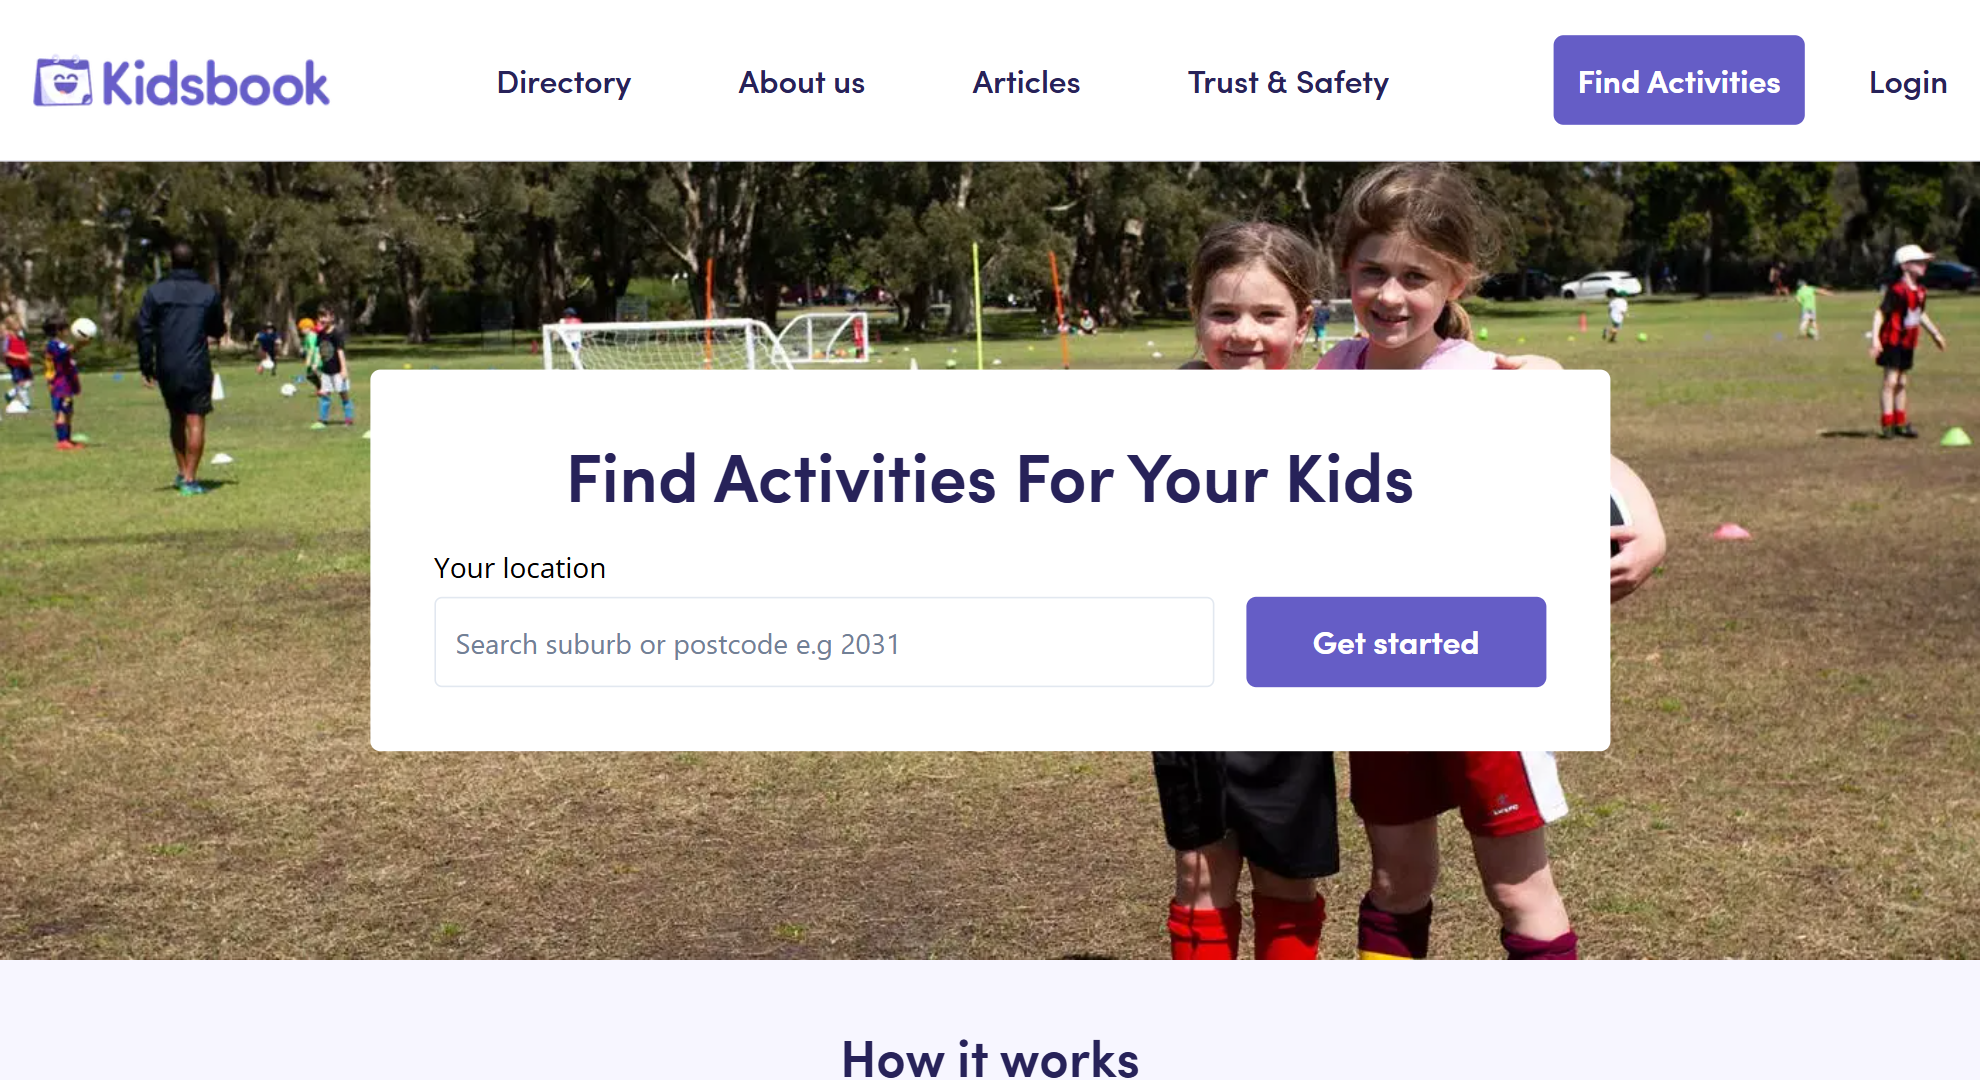 Kidsbook
Directory
About us
Articles
Trust & Safety
Find Activities
Login
Find Activities For Your Kids
Your location
Search suburb or postcode e.g 2031
Get started
How it works